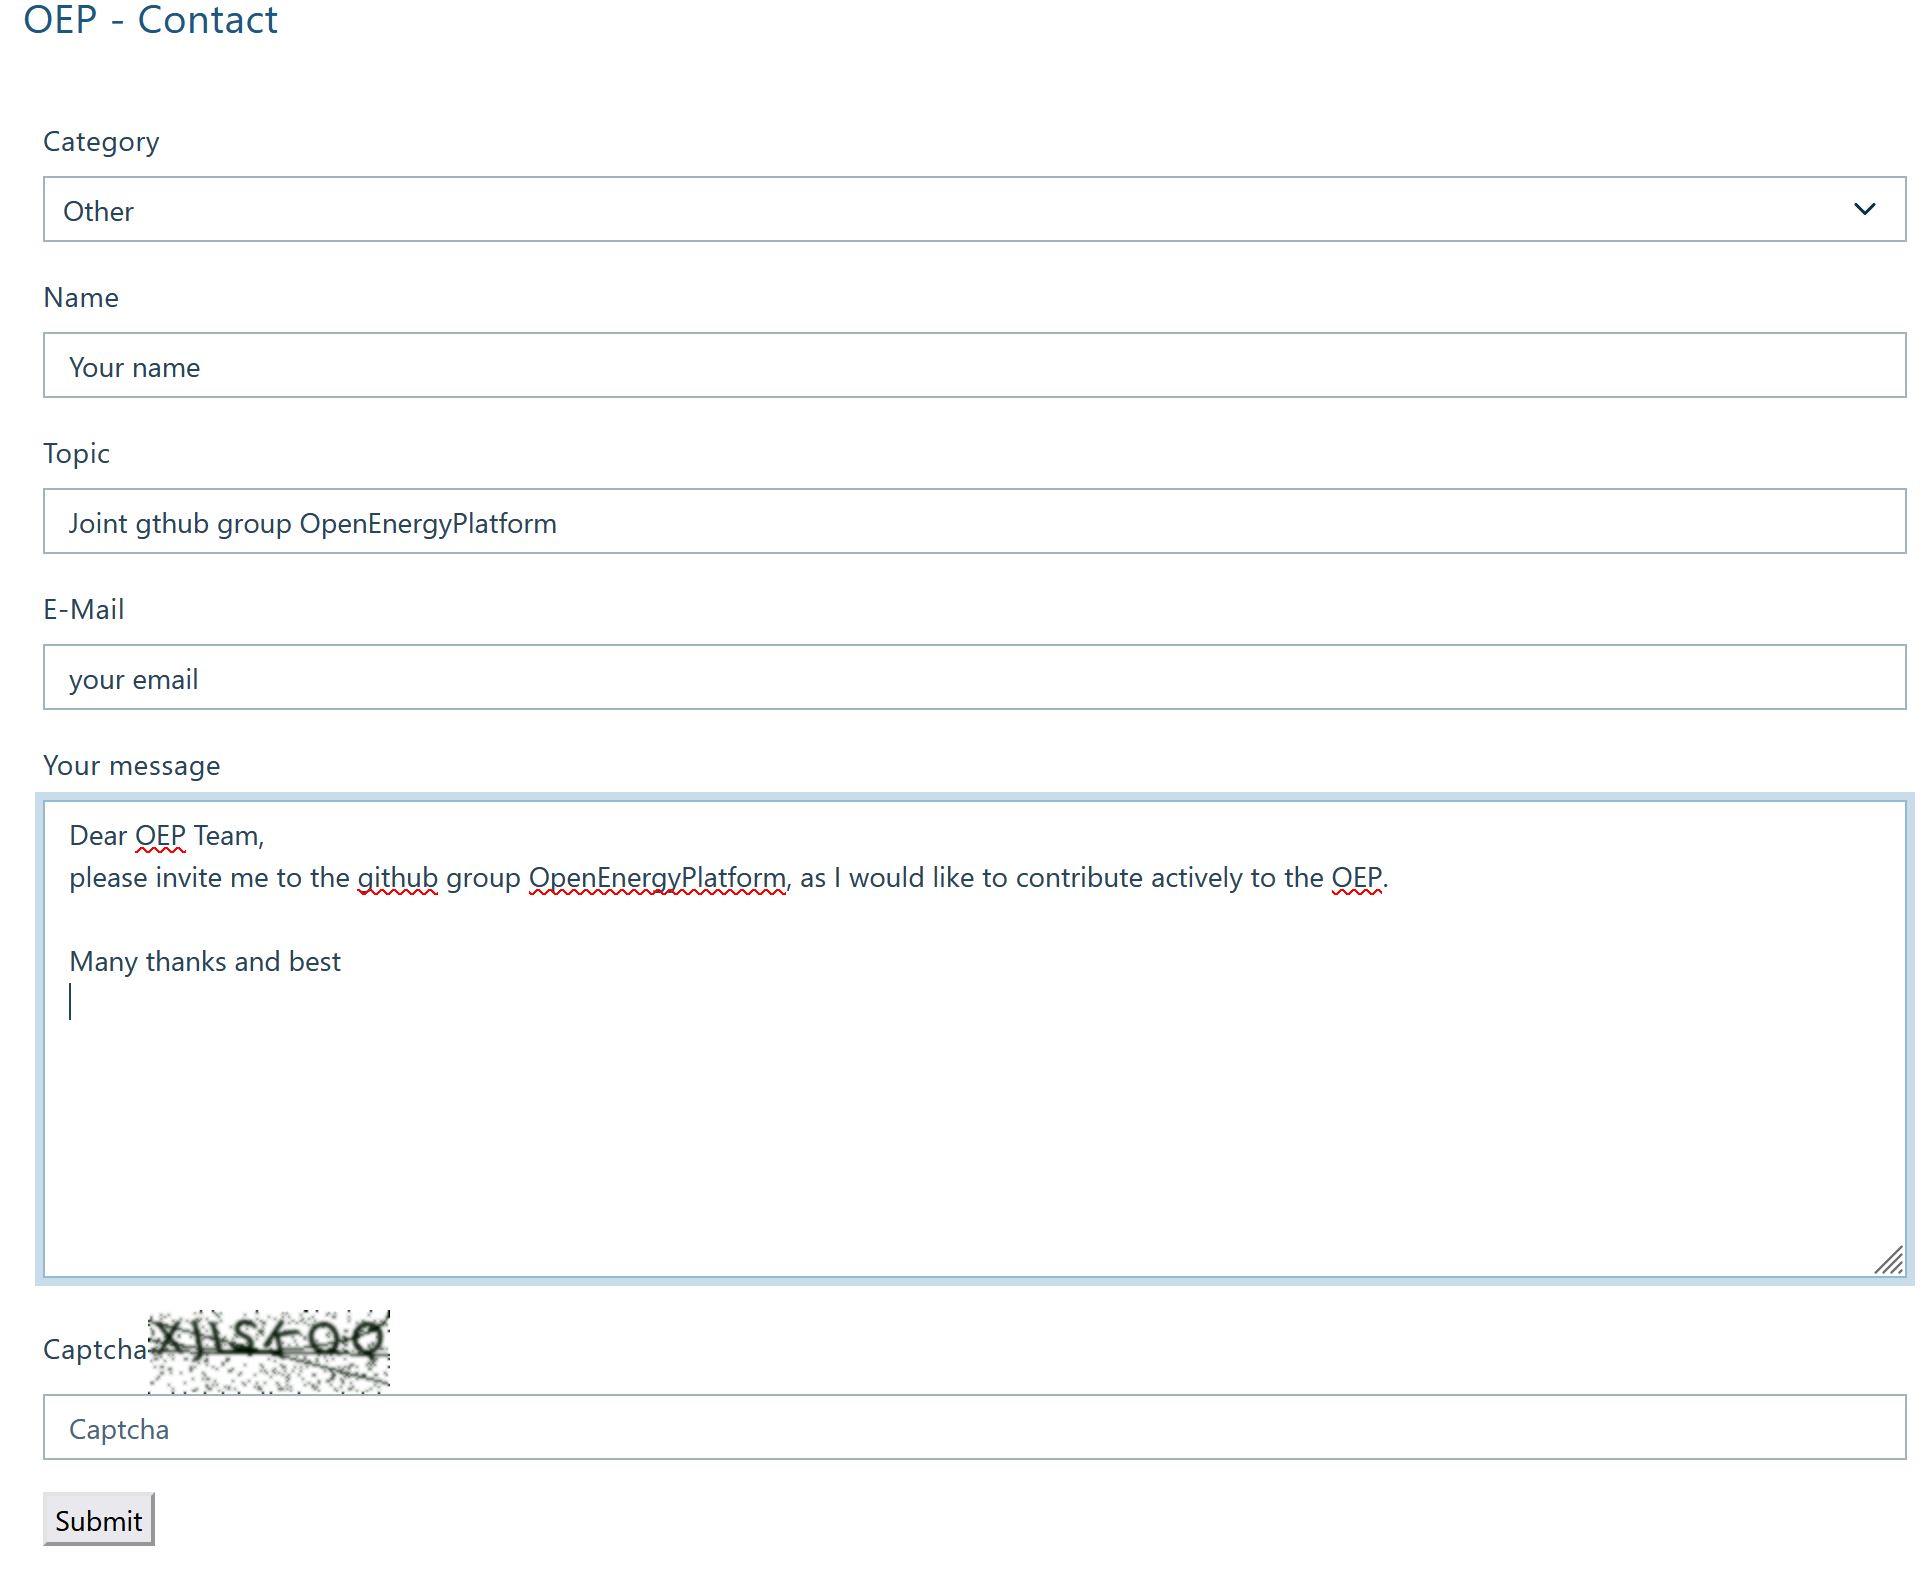 OEP - Contact
Category
Other
Name
Your name
Topic
Joint gthub group OpenEnergyPlatform
E-Mail
your email
Your message
Dear OEP Team,
please invite me to the github group OpenEnergyPlatform, as I would like to contribute actively to the OEP.
Many thanks and best
Captcha
Captcha
Submit